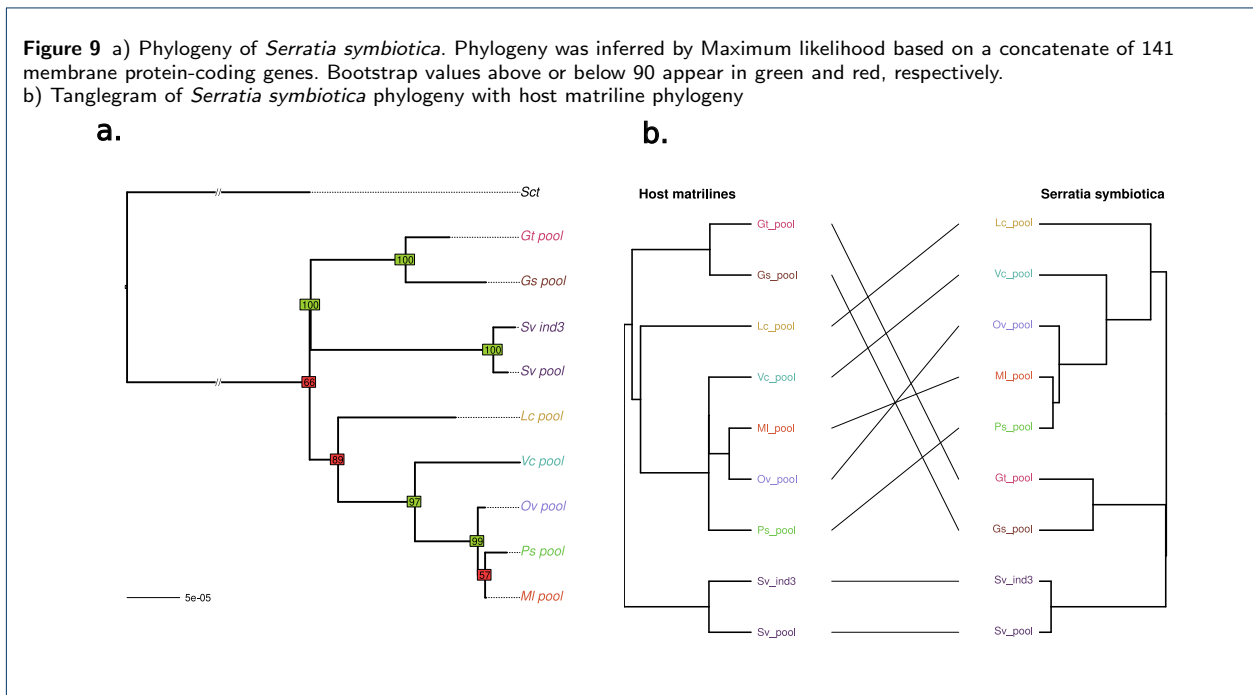 Figure 9 a) Phylogeny of Serratia symbiotica. Phylogeny was inferred by Maximum likelihood based on a concatenate of 141
membrane protein-coding genes. Bootstrap values above or below 90 appear in green and red, respectively.
b) Tanglegram of Serratia symbiotica phylogeny with host matriline phylogeny
a.
//
Sct
Gt pool
100
Gs pool
100
Sv ind3
100
Sv pool
//
66
Lc pool
89
Vc pool
97
Ov pool
99
Ps pool
57
Ml pool
5e-05
b.
Host matrilines
Gt_pool
Gs_pool
Lc_pool
Vc_pool
Ml_pool
Ov_pool
Ps_pool
Sv_ind3
Sv_pool
Serratia symbiotica
Lc_pool
Vc_pool
Ov_pool
Ml_pool
Ps_pool
Gt_pool
Gs_pool
Sv_ind3
Sv_pool